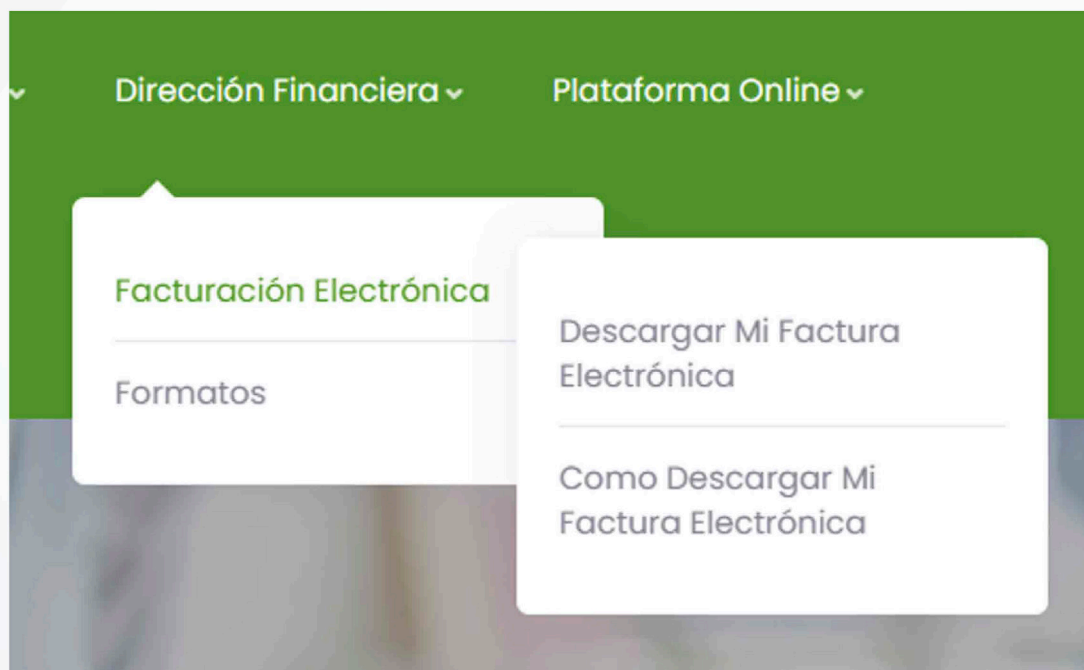 Dirección Financiera
Plataforma Online
Facturación Electrónica
Formatos
Descargar Mi Factura
Electrónica
Como Descargar Mi
Factura Electrónica